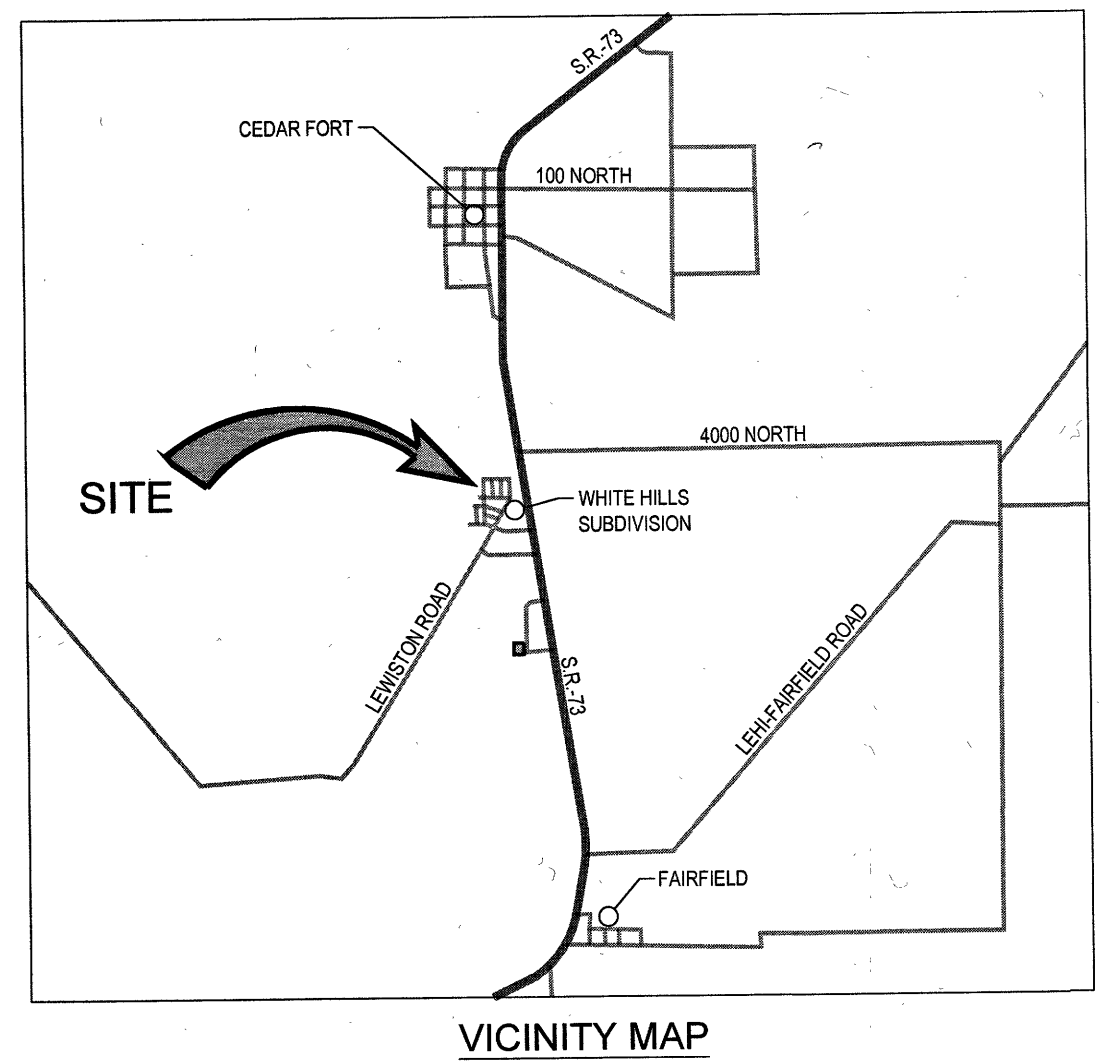 S.R.-73
CEDAR FORT
100 NORTH
4000 NORTH
SITE
WHITE HILLS
SUBDIVISION
LEWISTON ROAD
S.R.-73
LEHI-FAIRFIELD ROAD
FAIRFIELD
VICINITY MAP